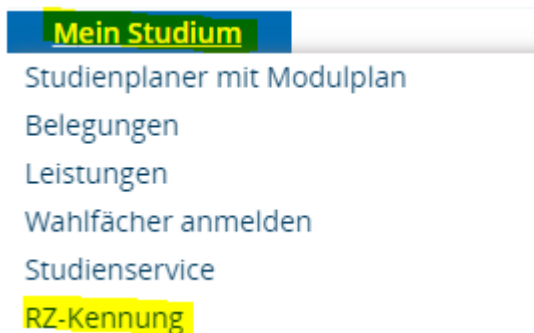 Mein Studium
Studienplaner mit Modulplan
Belegungen
Leistungen
Wahlfächer anmelden
Studienservice
RZ-Kennung